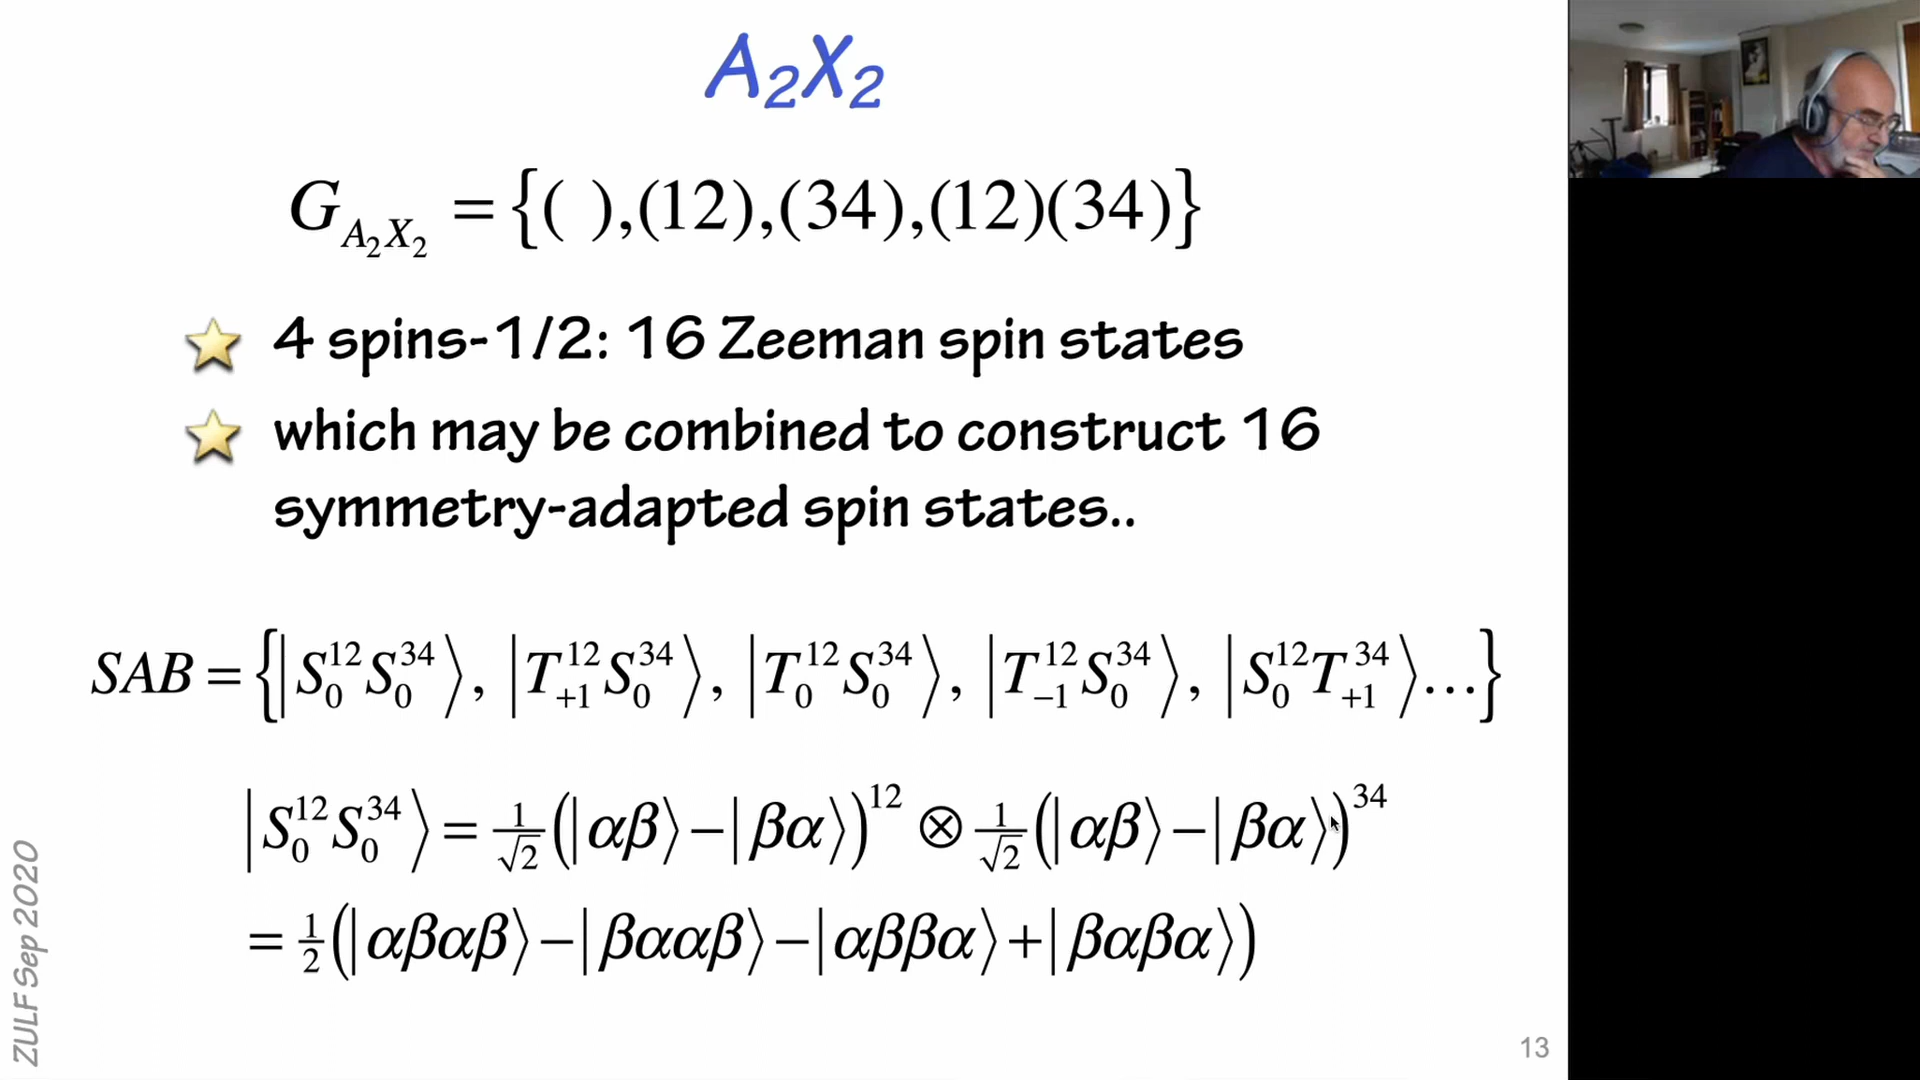 A₂X₂
G_{A₂X₂} = {( ),(12),(34),(12)(34)}
4 spins-1/2: 16 Zeeman spin states
which may be combined to construct 16
symmetry-adapted spin states..
SAB = {|S₀¹²S₀³⁴⟩, |T₊₁¹²S₀³⁴⟩, |T₀¹²S₀³⁴⟩, |T₋₁¹²S₀³⁴⟩, |S₀¹²T₊₁³⁴⟩...}
|S₀¹²S₀³⁴⟩ = 1/√2 (|αβ⟩−|βα⟩)¹² ⊗ 1/√2 (|αβ⟩−|βα⟩)³⁴
= 1/2 (|αβαβ⟩−|βααβ⟩−|αββα⟩+|βαβα⟩)
ZULF Sep 2020
13